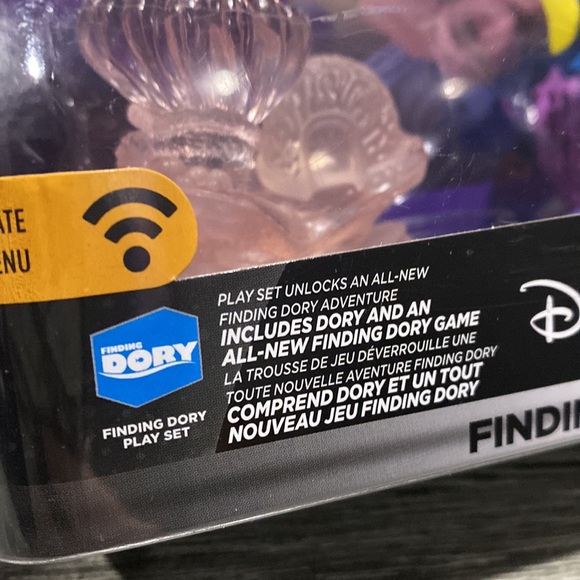 ATE
ENU
PLAY SET UNLOCKS AN ALL-NEW
FINDING DORY ADVENTURE
INCLUDES DORY AND AN
ALL-NEW FINDING DORY GAME
LA TROUSSE DE JEU DÉVERROUILLE UNE
TOUTE NOUVELLE AVENTURE FINDING DORY
COMPREND DORY ET UN TOUT
NOUVEAU JEU FINDING DORY
FINDING
DORY
FINDING DORY
PLAY SET
D
FINDI